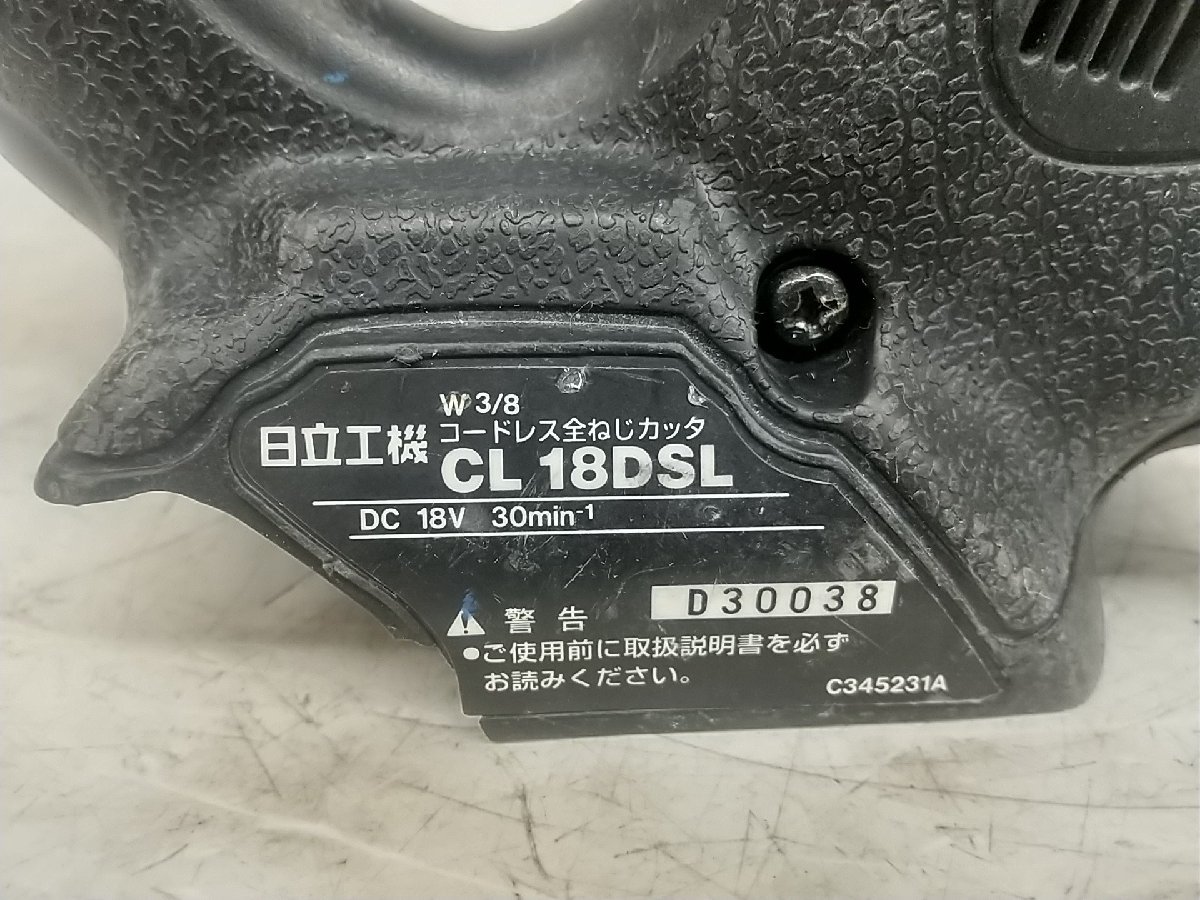 W 3/8
日立工機 コードレス全ねじカッタ
CL 18DSL
DC 18V 30min⁻¹
D30038
警告
●ご使用前に取扱説明書を必ず
お読みください。
C345231A